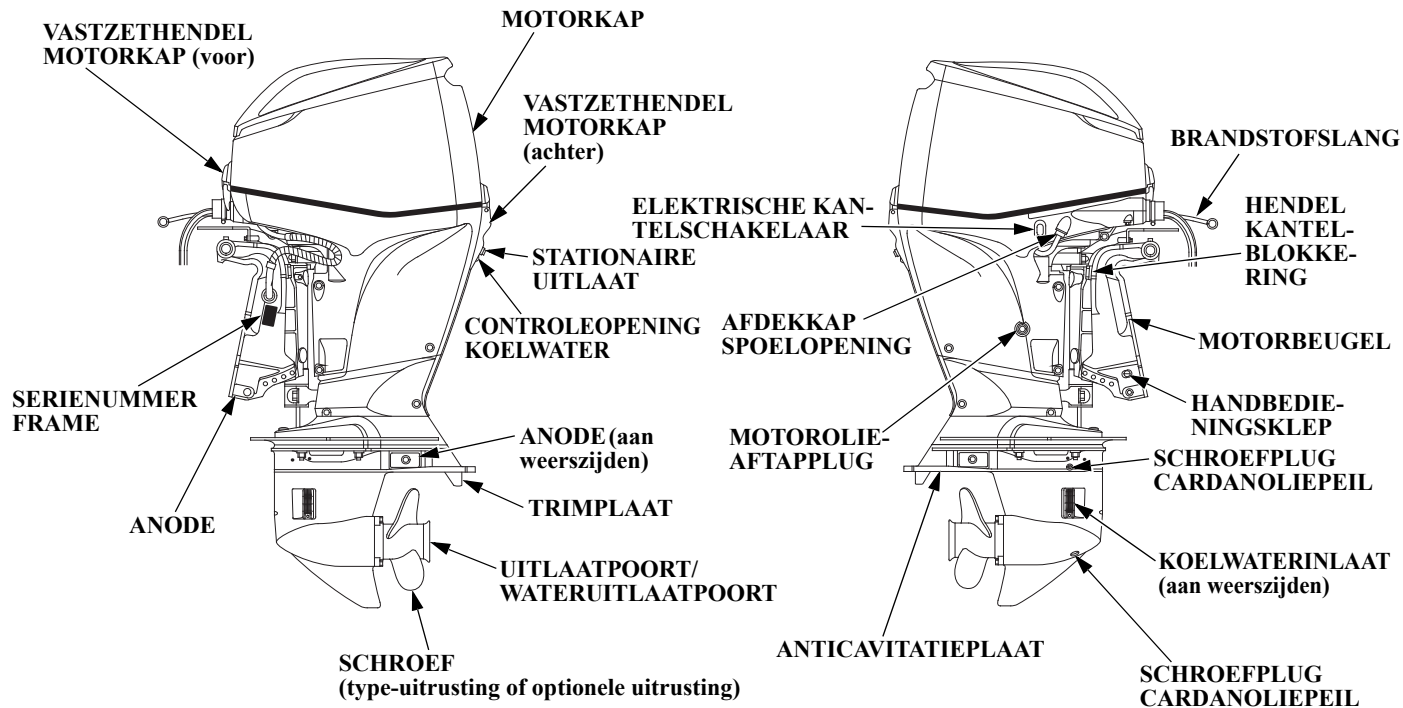 MOTORKAP
VASTZETHENDEL
MOTORKAP (voor)
VASTZETHENDEL
MOTORKAP
(achter)
STATIONAIRE
UITLAAT
CONTROLEOPENING
KOELWATER
SERIENUMMER
FRAME
ANODE (aan
weerszijden)
ANODE
TRIMPLAAT
UITLAATPOORT/
WATERUITLAATPOORT
SCHROEF
(type-uitrusting of optionele uitrusting)
BRANDSTOFSLANG
ELEKTRISCHE KAN-
TELSCHAKELAAR
HENDEL
KANTEL-
BLOKKE-
RING
AFDEKKAP
SPOELOPENING
MOTORBEUGEL
HANDBEDIE-
NINGSKLEP
MOTOROLIE-
AFTAPPLUG
SCHROEFPLUG
CARDANOLIEPEIL
KOELWATERINLAAT
(aan weerszijden)
ANTICAVITATIEPLAAT
SCHROEFPLUG
CARDANOLIEPEIL